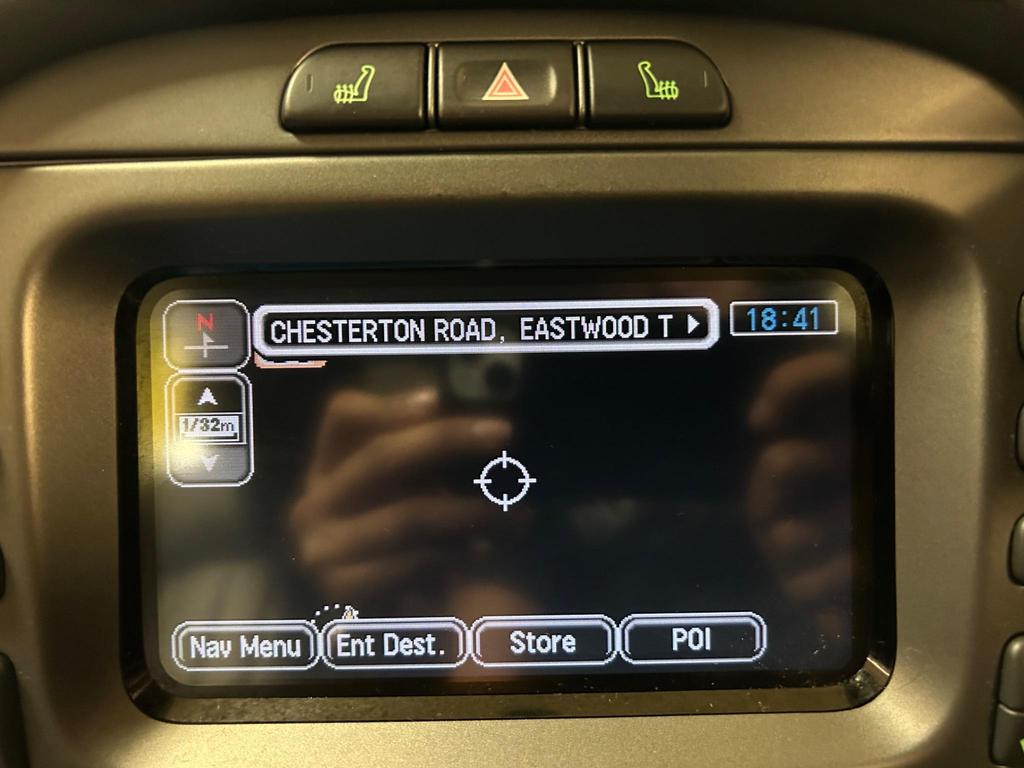 N
CHESTERTON ROAD, EASTWOOD T
18:41
1/32m
Nav Menu
Ent Dest.
Store
POI